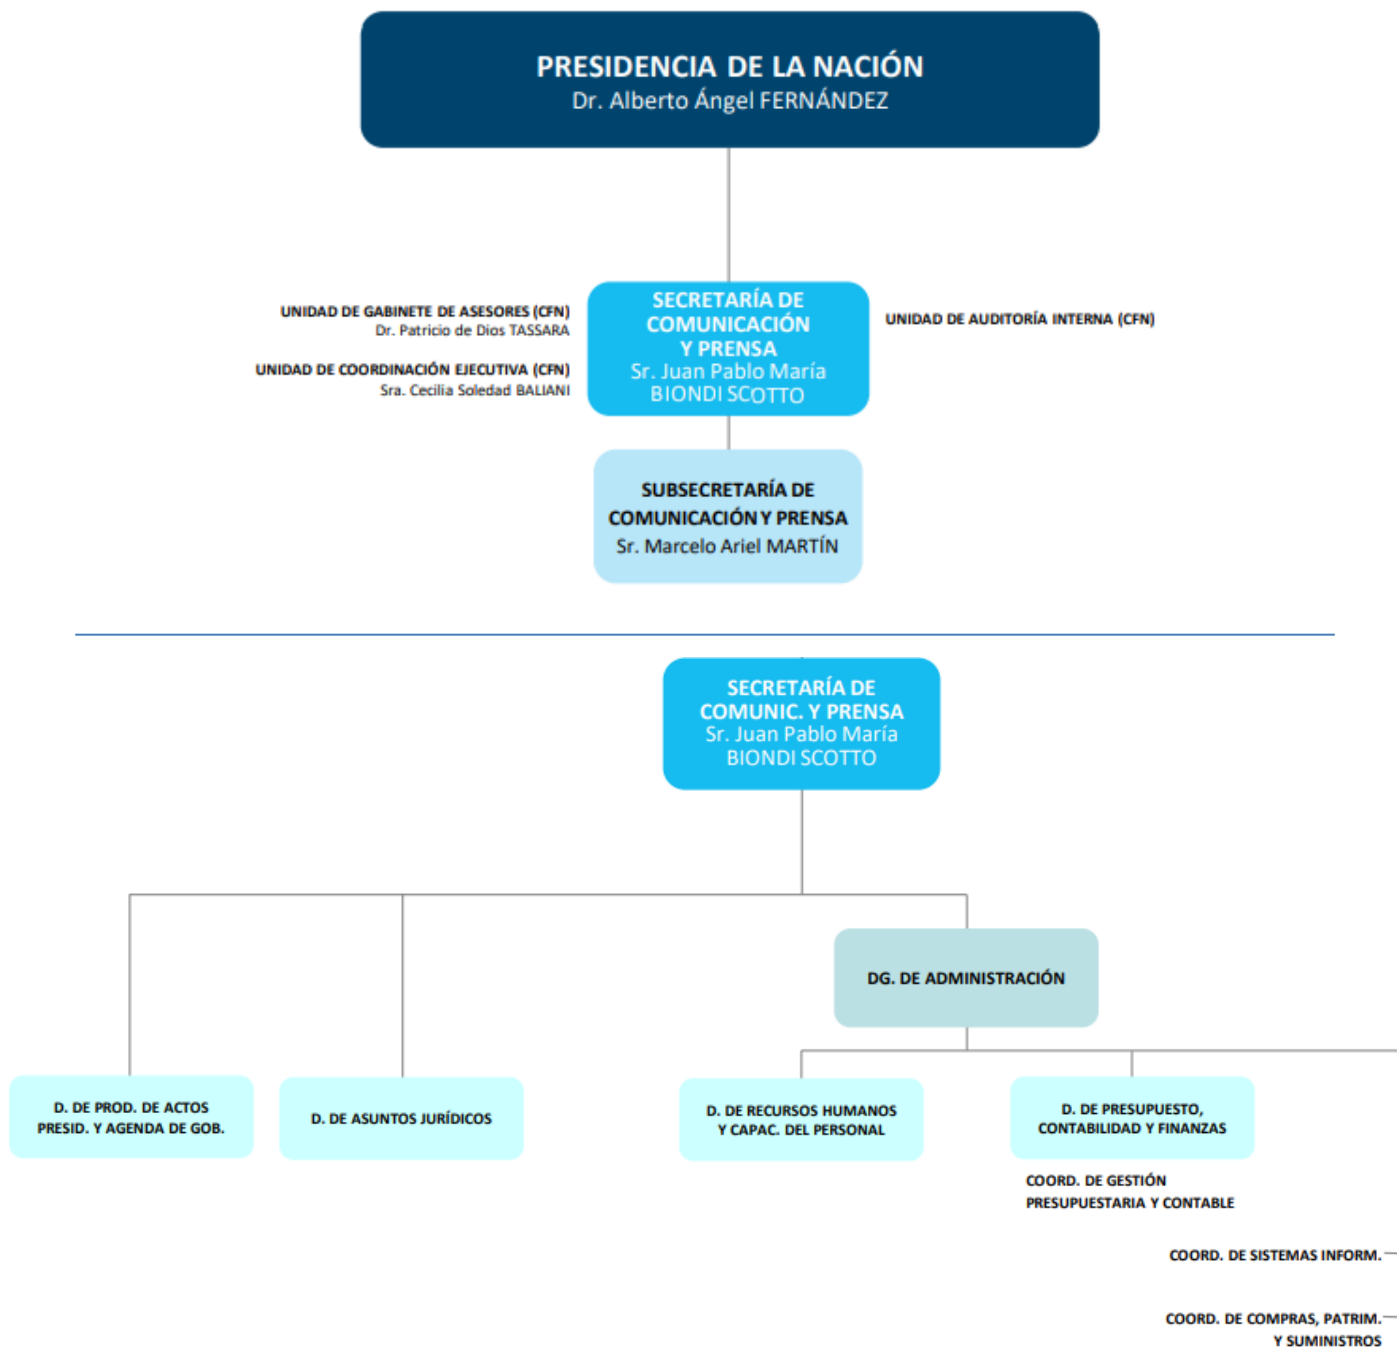 PRESIDENCIA DE LA NACIÓN
Dr. Alberto Ángel FERNÁNDEZ
UNIDAD DE GABINETE DE ASESORES (CFN)
Dr. Patricio de Dios TASSARA
UNIDAD DE COORDINACIÓN EJECUTIVA (CFN)
Sra. Cecilia Soledad BALIANI
SECRETARÍA DE
COMUNICACIÓN
Y PRENSA
Sr. Juan Pablo María
BIONDI SCOTTO
UNIDAD DE AUDITORÍA INTERNA (CFN)
SUBSECRETARÍA DE
COMUNICACIÓN Y PRENSA
Sr. Marcelo Ariel MARTÍN
SECRETARÍA DE
COMUNIC. Y PRENSA
Sr. Juan Pablo María
BIONDI SCOTTO
DG. DE ADMINISTRACIÓN
D. DE PROD. DE ACTOS
PRESID. Y AGENDA DE GOB.
D. DE ASUNTOS JURÍDICOS
D. DE RECURSOS HUMANOS
Y CAPAC. DEL PERSONAL
D. DE PRESUPUESTO,
CONTABILIDAD Y FINANZAS
COORD. DE GESTIÓN
PRESUPUESTARIA Y CONTABLE
COORD. DE SISTEMAS INFORM.
COORD. DE COMPRAS, PATRIM.
Y SUMINISTROS